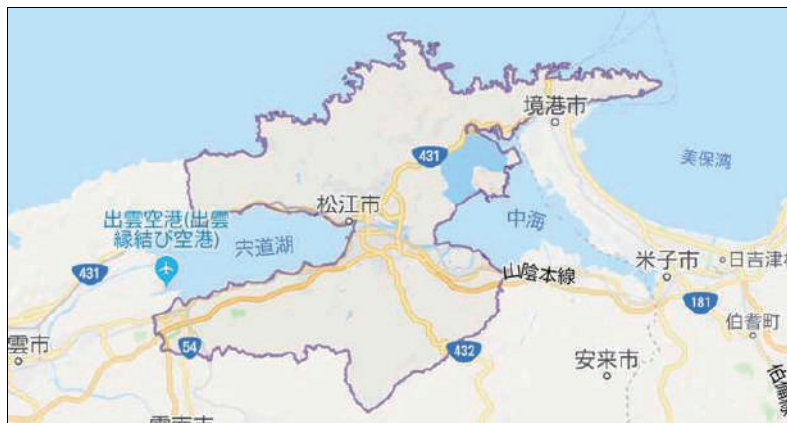 境港市
431
美保湾
松江市
中海
出雲空港(出雲
縁結び空港)
宍道湖
431
山陰本線
米子市
日吉津村
181
伯耆町
54
432
雲市
安来市